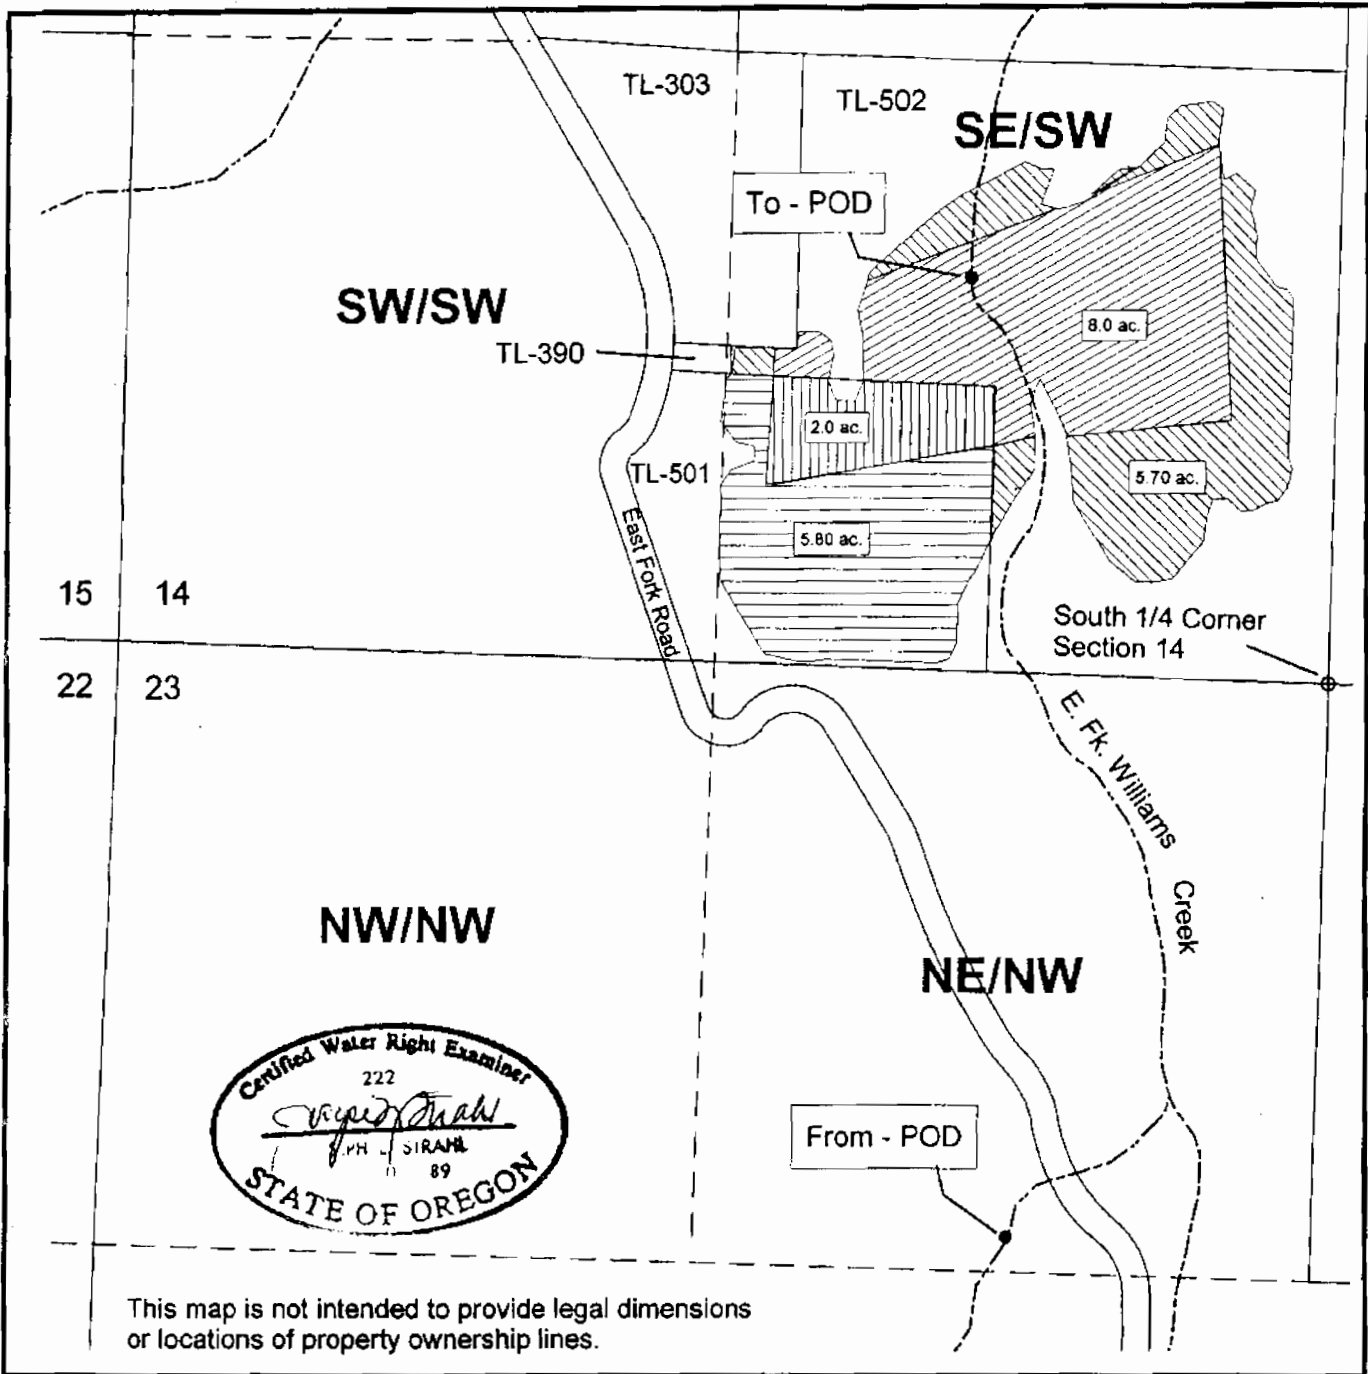 TL-303
TL-502
SE/SW
To - POD
SW/SW
8.0 ac.
TL-390
2.0 ac.
TL-501
5.70 ac.
East Fork Road
5.80 ac.
15
14
South 1/4 Corner
Section 14
22
23
E. Fk. Williams Creek
NW/NW
NE/NW
Certified Water Right Examiner
222
STRAHL
89
STATE OF OREGON
From - POD
This map is not intended to provide legal dimensions
or locations of property ownership lines.